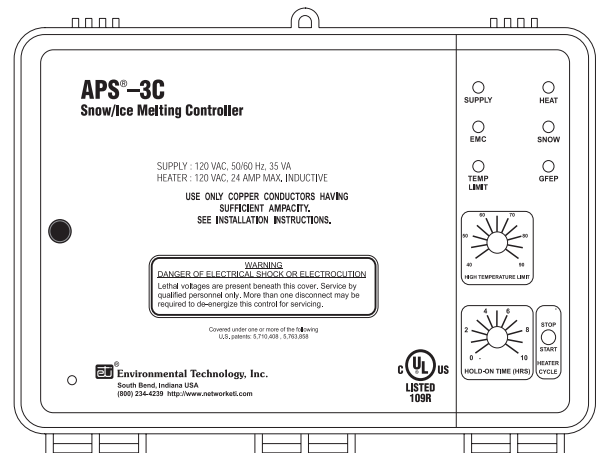 APS®–3C
Snow/Ice Melting Controller
SUPPLY : 120 VAC, 50/60 Hz, 35 VA
HEATER : 120 VAC, 24 AMP MAX, INDUCTIVE
USE ONLY COPPER CONDUCTORS HAVING
SUFFICIENT AMPACITY.
SEE INSTALLATION INSTRUCTIONS.
WARNING
DANGER OF ELECTRICAL SHOCK OR ELECTROCUTION
Lethal voltages are present beneath this cover. Service by
qualified personnel only. More than one disconnect may be
required to de-energize this control for servicing.
Covered under one or more of the following
U.S. patents: 5,710,408 , 5,763,858
eti® Environmental Technology, Inc.
South Bend, Indiana USA
(800) 234-4239 http://www.networketi.com
C UL® US
LISTED
109R
SUPPLY HEAT
EMC SNOW
TEMP
LIMIT
GFEP
60 70
50 80
40 90
HIGH TEMPERATURE LIMIT
4 6
2 8
0 10
HOLD-ON TIME (HRS)
STOP
START
HEATER
CYCLE